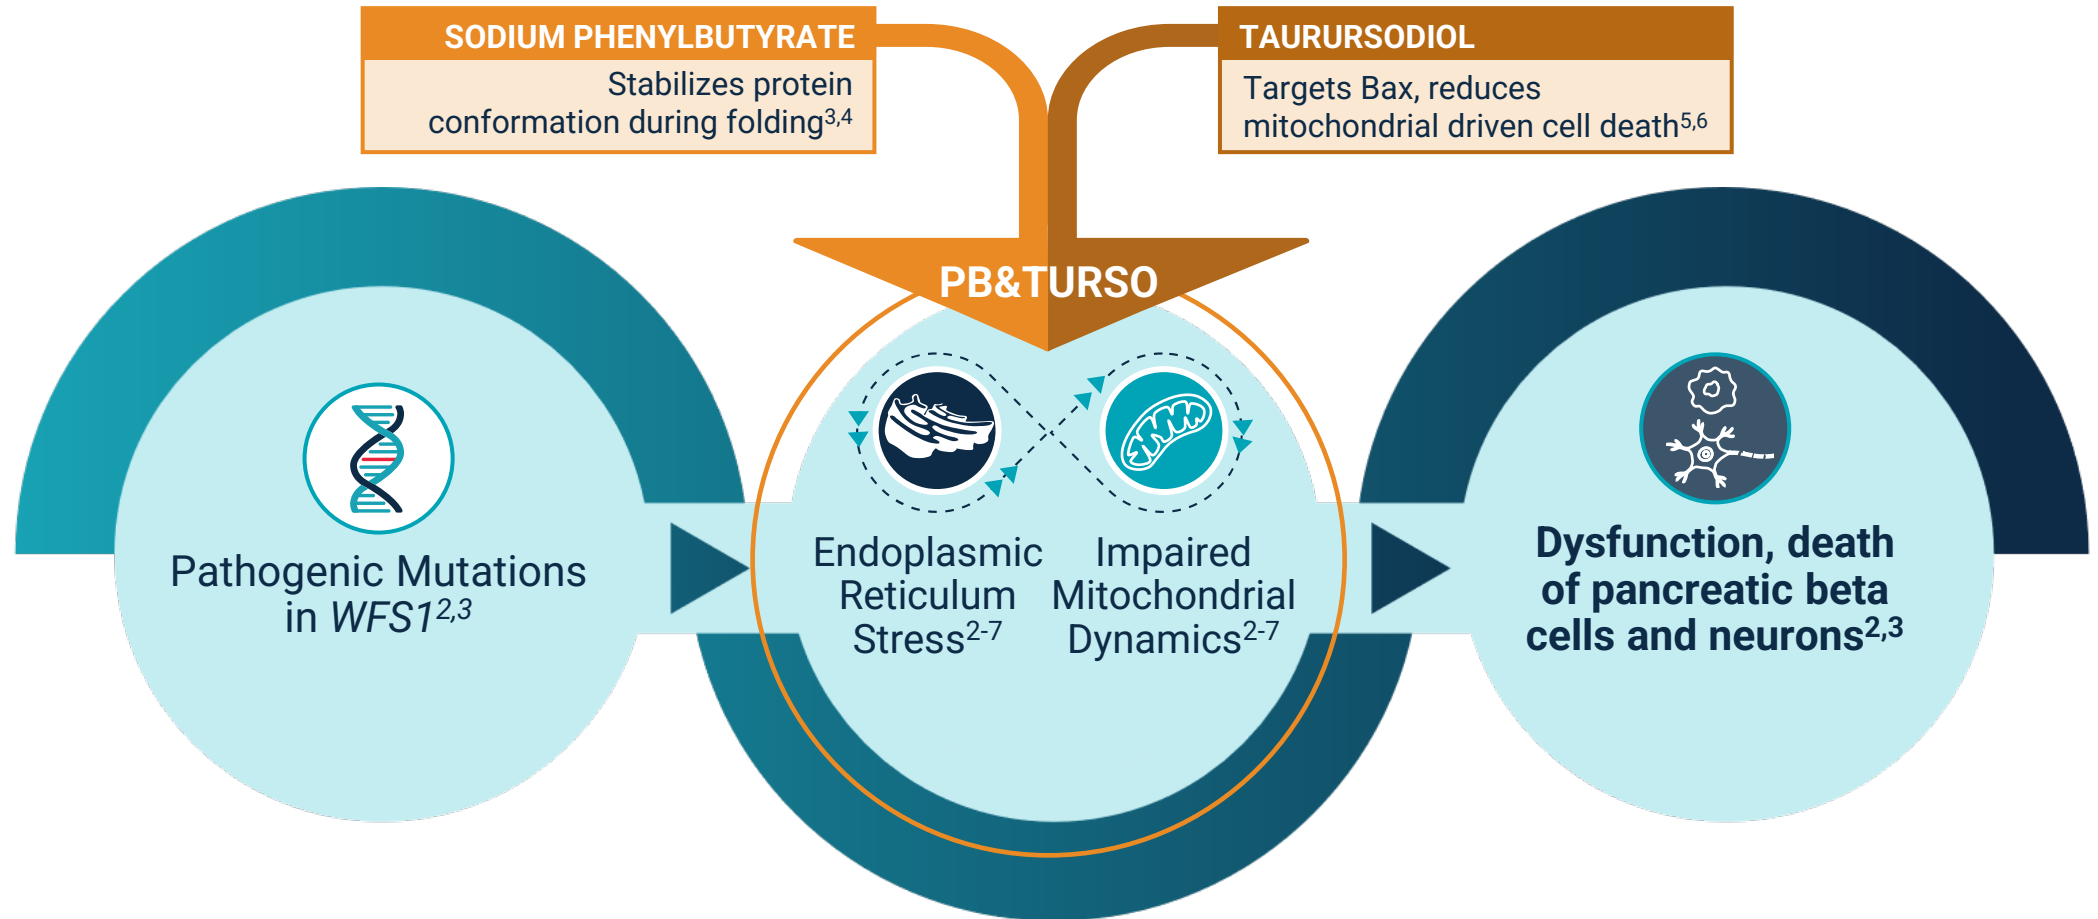 SODIUM PHENYLBUTYRATE
Stabilizes protein
conformation during folding3,4
TAURURSODIOL
Targets Bax, reduces
mitochondrial driven cell death5,6
PB&TURSO
Pathogenic Mutations
in WFS12,3
Endoplasmic
Reticulum
Stress2-7
Impaired
Mitochondrial
Dynamics2-7
Dysfunction, death
of pancreatic beta
cells and neurons2,3